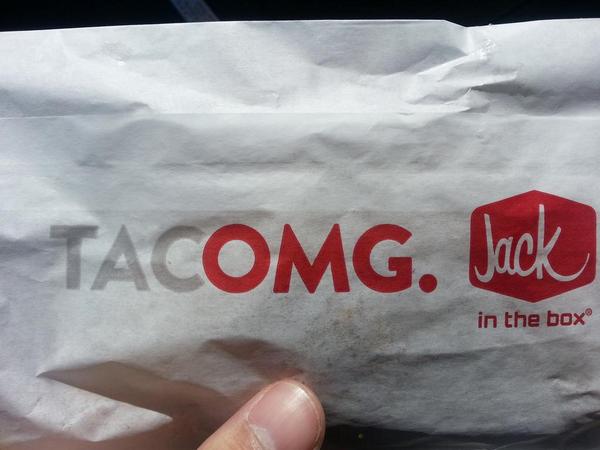 TACOMG.
Jack
in the box®